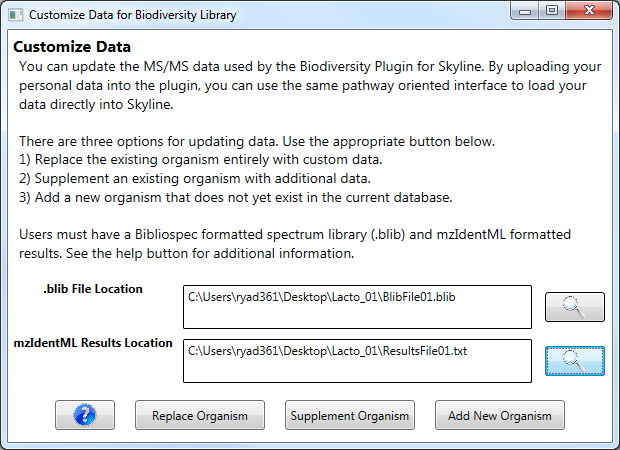 Customize Data for Biodiversity Library
Customize Data
You can update the MS/MS data used by the Biodiversity Plugin for Skyline. By uploading your
personal data into the plugin, you can use the same pathway oriented interface to load your
data directly into Skyline.
There are three options for updating data. Use the appropriate button below.
1) Replace the existing organism entirely with custom data.
2) Supplement an existing organism with additional data.
3) Add a new organism that does not yet exist in the current database.
Users must have a Bibliospec formatted spectrum library (.blib) and mzIdentML formatted
results. See the help button for additional information.
.blib File Location
C:\Users\ryad361\Desktop\Lacto_01\BlibFile01.blib
mzIdentML Results Location
C:\Users\ryad361\Desktop\Lacto_01\ResultsFile01.txt
?
Replace Organism
Supplement Organism
Add New Organism